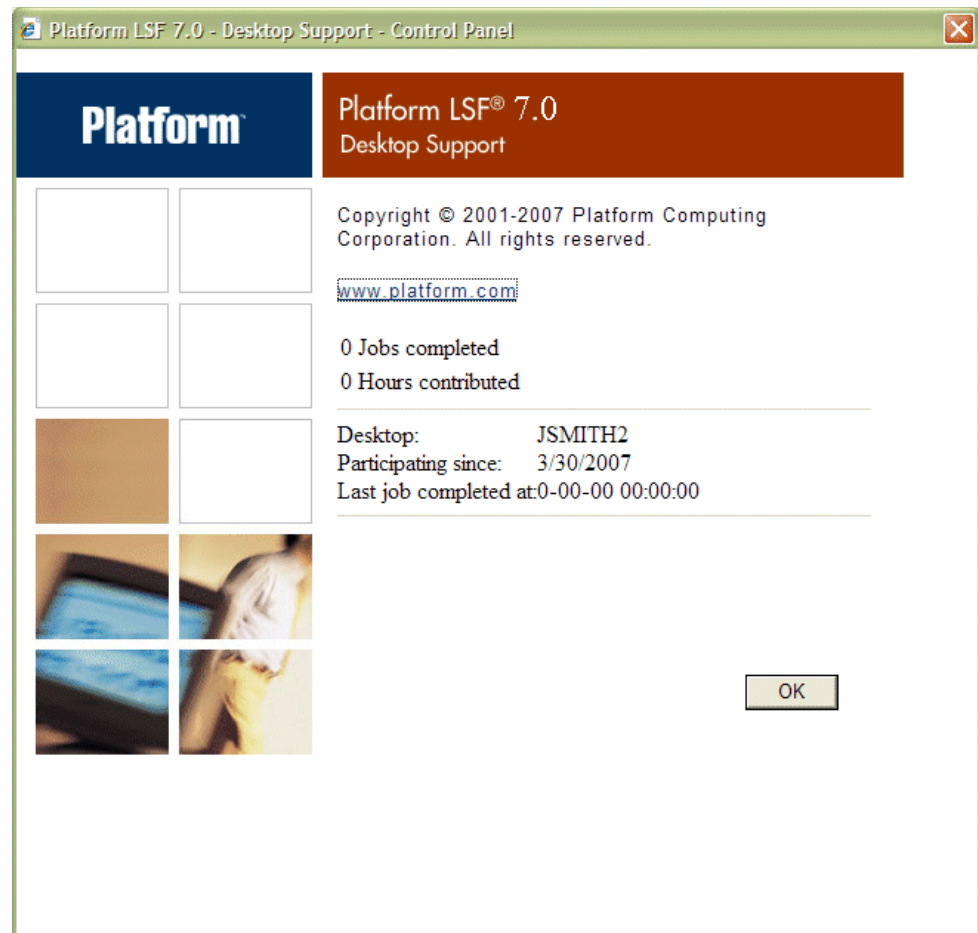 Platform LSF 7.0 - Desktop Support - Control Panel
Platform™
Platform LSF® 7.0
Desktop Support
Copyright © 2001-2007 Platform Computing
Corporation. All rights reserved.
www.platform.com
0 Jobs completed
0 Hours contributed
Desktop: JSMITH2
Participating since: 3/30/2007
Last job completed at:0-00-00 00:00:00
OK